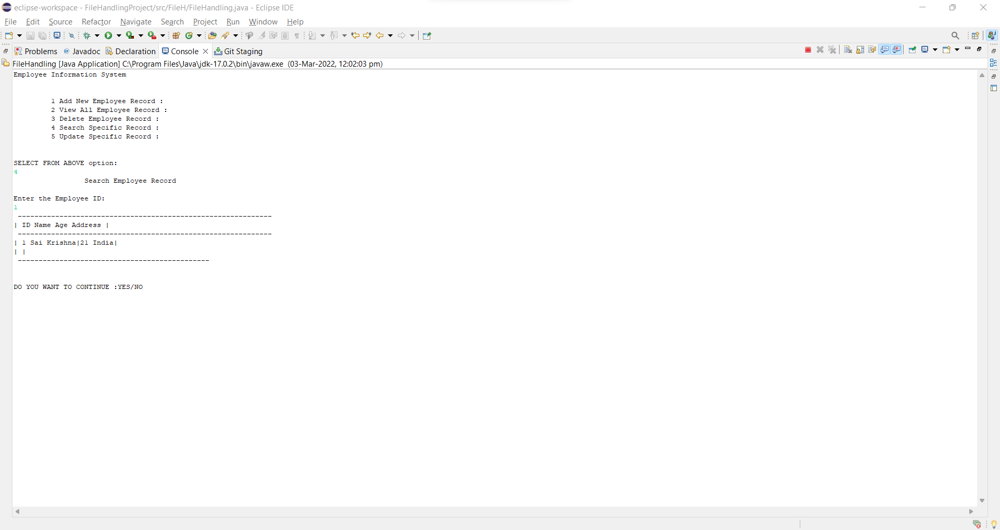 eclipse-workspace - FileHandlingProject/src/FileH/FileHandling.java - Eclipse IDE
File Edit Source Refactor Navigate Search Project Run Window Help
Problems @ Javadoc Declaration Console Git Staging
FileHandling [Java Application] C:\Program Files\Java\jdk-17.0.2\bin\javaw.exe (03-Mar-2022, 12:02:03 pm)
Employee Information System
1 Add New Employee Record :
2 View All Employee Record :
3 Delete Employee Record :
4 Search Specific Record :
5 Update Specific Record :
SELECT FROM ABOVE option:
4
Search Employee Record
Enter the Employee ID:
1
-------------------------------------------------------------
| ID Name Age Address |
-------------------------------------------------------------
| 1 Sai Krishna|21 India|
| |
----------------------------------------------
DO YOU WANT TO CONTINUE :YES/NO